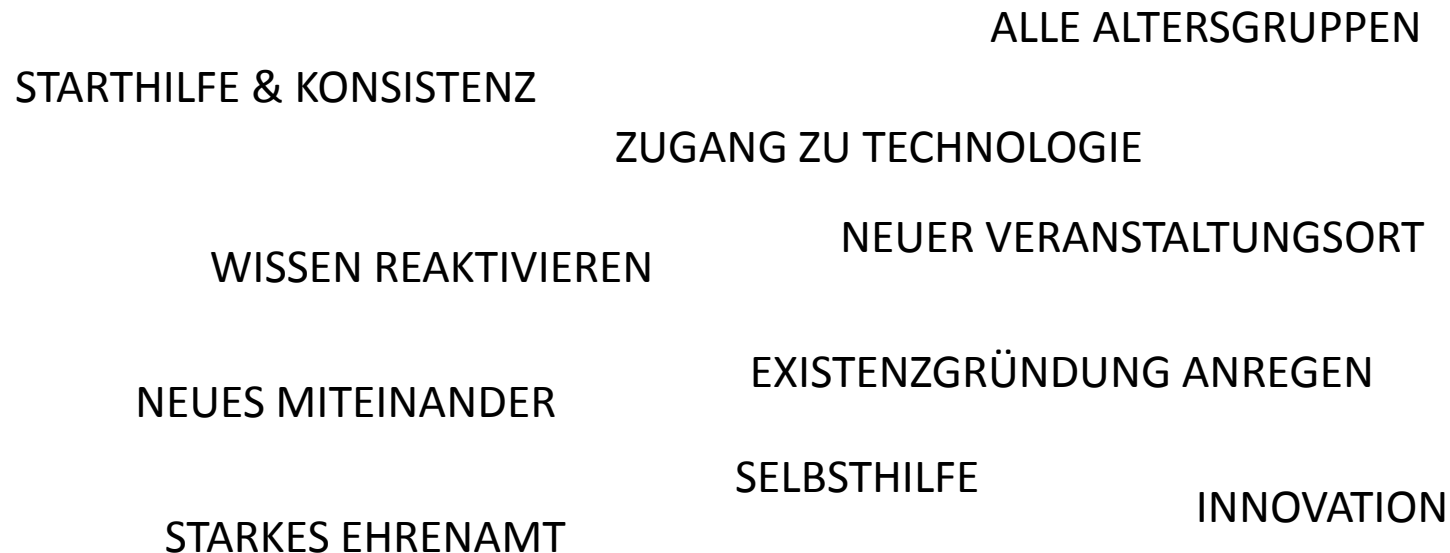 ALLE ALTERSGRUPPEN
STARTHILFE & KONSISTENZ
ZUGANG ZU TECHNOLOGIE
NEUER VERANSTALTUNGSORT
WISSEN REAKTIVIEREN
EXISTENZGRÜNDUNG ANREGEN
NEUES MITEINANDER
SELBSTHILFE
INNOVATION
STARKES EHRENAMT